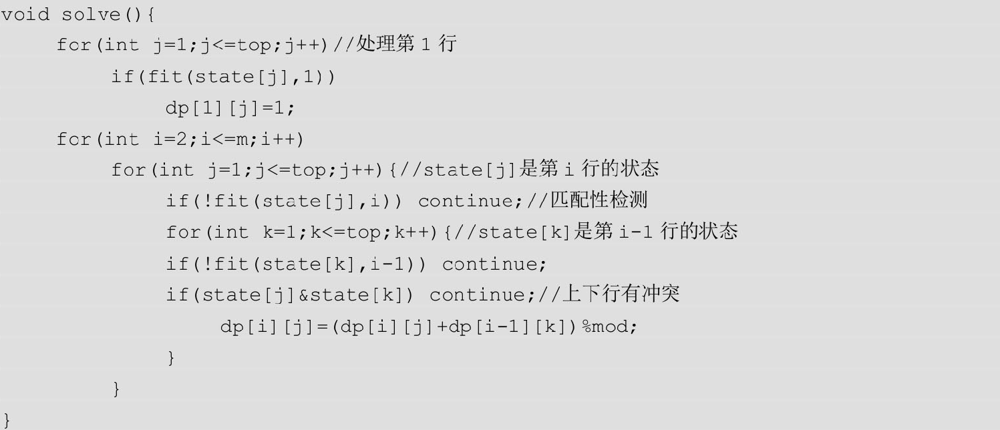 void solve(){
for(int j=1;j<=top;j++)//处理第1行
if(fit(state[j],1))
dp[1][j]=1;
for(int i=2;i<=m;i++)
for(int j=1;j<=top;j++){//state[j]是第i行的状态
if(!fit(state[j],i)) continue;//匹配性检测
for(int k=1;k<=top;k++){//state[k]是第i-1行的状态
if(!fit(state[k],i-1)) continue;
if(state[j]&state[k]) continue;//上下行有冲突
dp[i][j]=(dp[i][j]+dp[i-1][k])%mod;
}
}
}